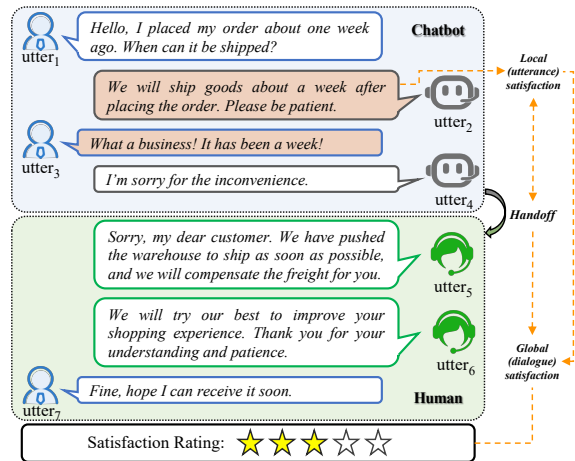 Hello, I placed my order about one week
ago. When can it be shipped?
Chatbot
utter1
We will ship goods about a week after
placing the order. Please be patient.
utter2
What a business! It has been a week!
utter3
I'm sorry for the inconvenience.
utter4
Sorry, my dear customer. We have pushed
the warehouse to ship as soon as possible,
and we will compensate the freight for you.
utter5
We will try our best to improve your
shopping experience. Thank you for your
understanding and patience.
utter6
Fine, hope I can receive it soon.
utter7
Human
Satisfaction Rating:
Local
(utterance)
satisfaction
Handoff
Global
(dialogue)
satisfaction